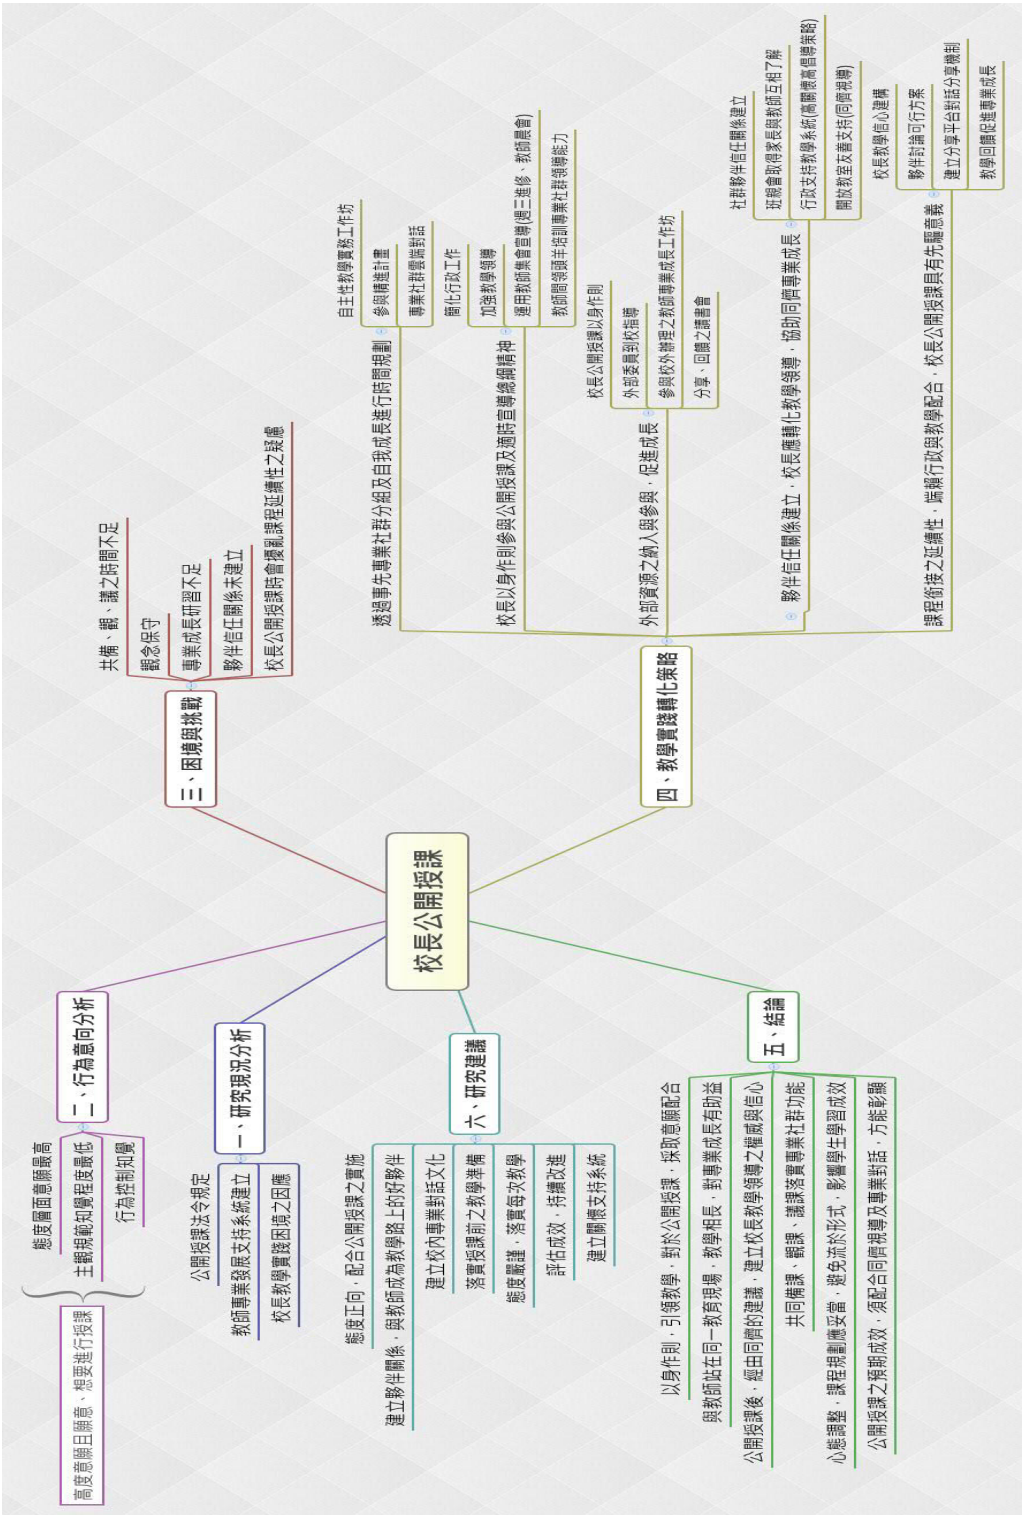 校長公開授課
一、研究現況分析
公開授課法令規定
教師專業發展支持系統建立
校長教學實踐困境之因應
二、行為意向分析
態度層面意願最高
主觀規範知覺程度最低
行為控制知覺
高度意願且願意、想要進行授課
三、困境與挑戰
共備、觀、議之時間不足
觀念保守
專業成長研習不足
夥伴信任關係未建立
校長公開授課時會擾亂課程延續性之疑慮
四、教學實踐轉化策略
透過事先專業社群分組及自我成長進行時間規劃
自主性教學實務工作坊
參與精進計畫
專業社群雲端對話
校長以身作則參與公開授課及適時宣導總綱精神
簡化行政工作
加強教學領導
運用教師集會宣導(週三進修、教師晨會)
教師間領頭羊培訓專業社群領導能力
外部資源之納入與參與，促進成長
校長公開授課以身作則
外部委員到校指導
參與校外辦理之教師專業成長工作坊
分享、回饋之讀書會
夥伴信任關係建立，校長應轉化教學領導，協助同儕專業成長
社群夥伴信任關係建立
班親會取得家長與教師互相了解
行政支持教學系統(高關懷高倡導策略)
開放教室友善支持(同儕視導)
課程銜接之延續性，端賴行政與教學配合，校長公開授課具有先驅意義
校長教學信心建構
夥伴討論可行方案
建立分享平台對話分享機制
教學回饋促進專業成長
五、結論
以身作則，引領教學，對於公開授課，採取意願配合
與教師站在同一教育現場，教學相長，對專業成長有助益
公開授課後，經由同儕的建議，建立校長教學領導之權威與信心
共同備課、觀課、議課落實專業社群功能
心態調整，課程規劃應妥當，避免流於形式，影響學生學習成效
公開授課之預期成效，須配合同儕視導及專業對話，方能彰顯
六、研究建議
態度正向，配合公開授課之實施
建立夥伴關係，與教師成為教學路上的好夥伴
建立校內專業對話文化
落實授課前之教學準備
態度嚴謹，落實每次教學
評估成效，持續改進
建立關懷支持系統